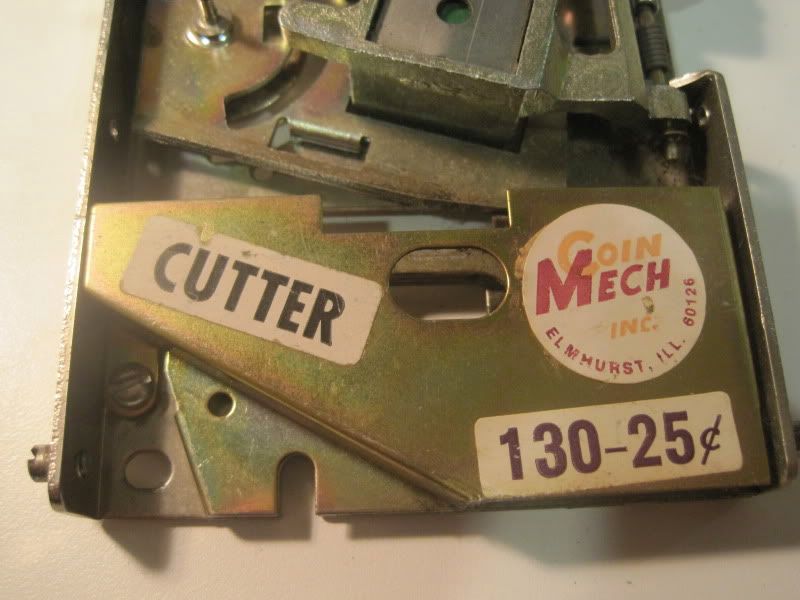 CUTTER
COIN
MECH
INC.
ELMHURST, ILL. 60126
130-25¢